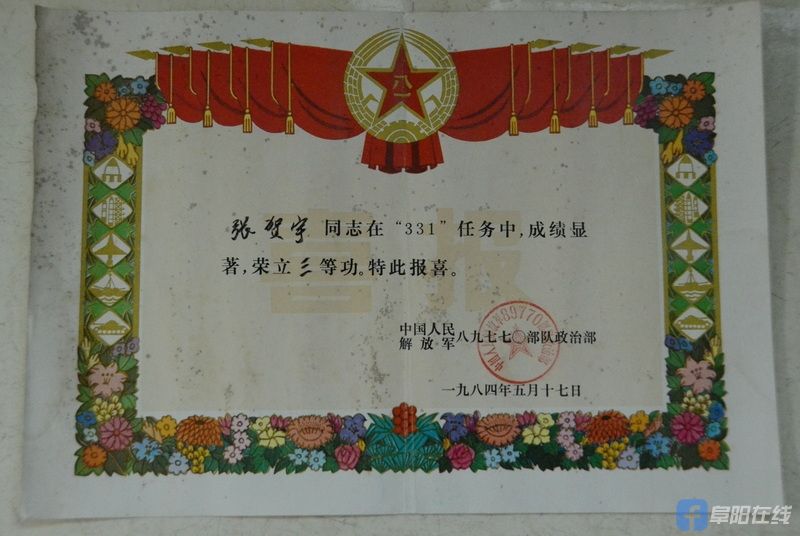 八一
喜报
张贺宇 同志在“331”任务中，成绩显
著，荣立三等功。特此报喜。
中国人民解放军八九七七〇部队政治部
一九八四年五月十七日
阜阳在线